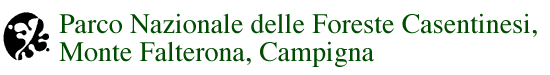 Parco Nazionale delle Foreste Casentinesi,
Monte Falterona, Campigna